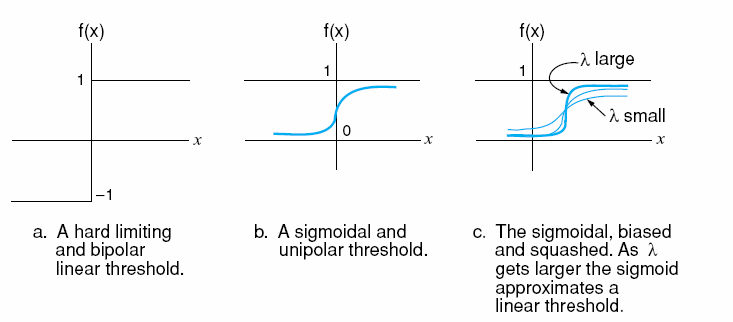 f(x)
1
x
−1
a. A hard limiting
and bipolar
linear threshold.
f(x)
1
0
x
b. A sigmoidal and
unipolar threshold.
f(x)
1
λ large
λ small
x
c. The sigmoidal, biased
and squashed. As λ
gets larger the sigmoid
approximates a
linear threshold.